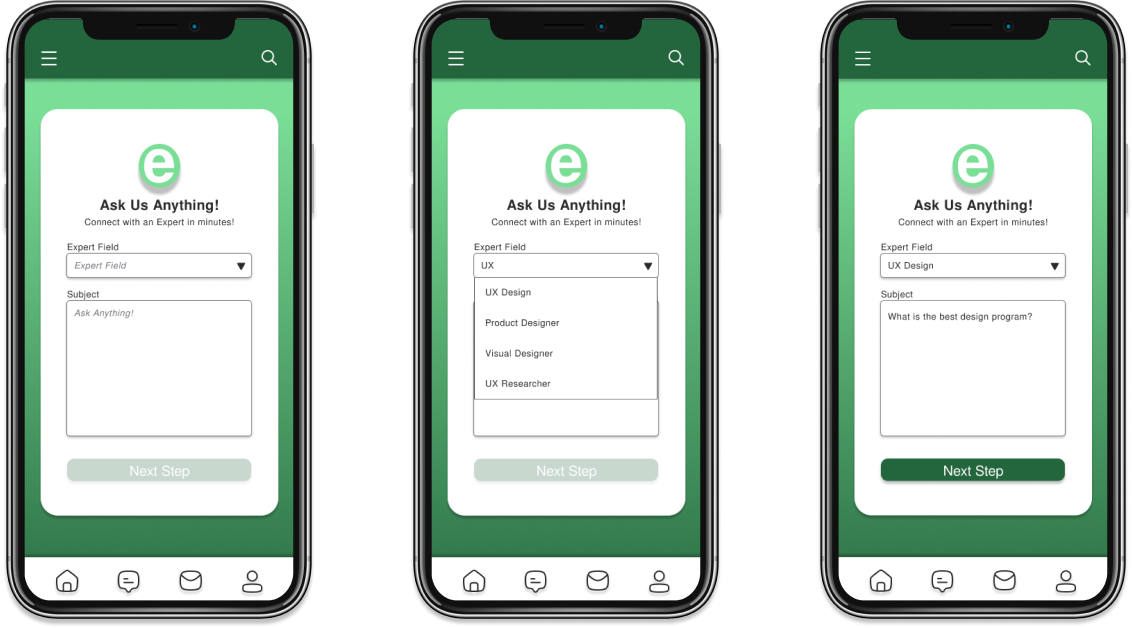 e
Ask Us Anything!
Connect with an Expert in minutes!
Expert Field
Expert Field
Subject
Ask Anything!
Next Step
e
Ask Us Anything!
Connect with an Expert in minutes!
Expert Field
UX
UX Design
Product Designer
Visual Designer
UX Researcher
Next Step
e
Ask Us Anything!
Connect with an Expert in minutes!
Expert Field
UX Design
Subject
What is the best design program?
Next Step